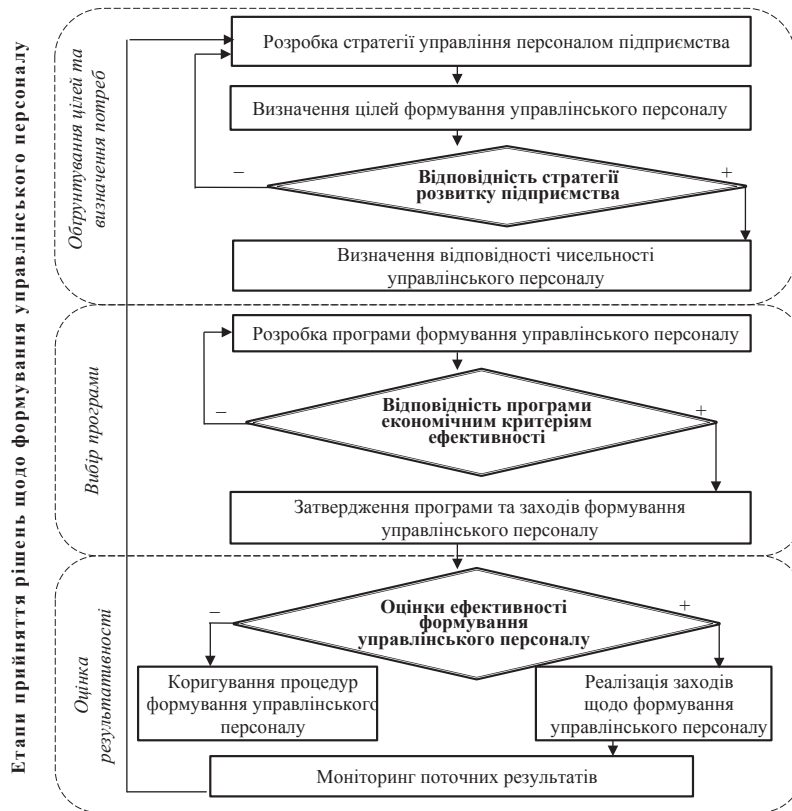 Етапи прийняття рішень щодо формування управлінського персоналу
Обґрунтування цілей та
визначення потреб
Розробка стратегії управління персоналом підприємства
Визначення цілей формування управлінського персоналу
–
Відповідність стратегії
розвитку підприємства
+
Визначення відповідності чисельності
управлінського персоналу
Вибір програми
Розробка програми формування управлінського персоналу
–
Відповідність програми
економічним критеріям
ефективності
+
Затвердження програми та заходів формування
управлінського персоналу
Оцінка
результативності
–
Оцінки ефективності
формування
управлінського персоналу
+
Коригування процедур
формування управлінського
персоналу
Реалізація заходів
щодо формування
управлінського персоналу
Моніторинг поточних результатів